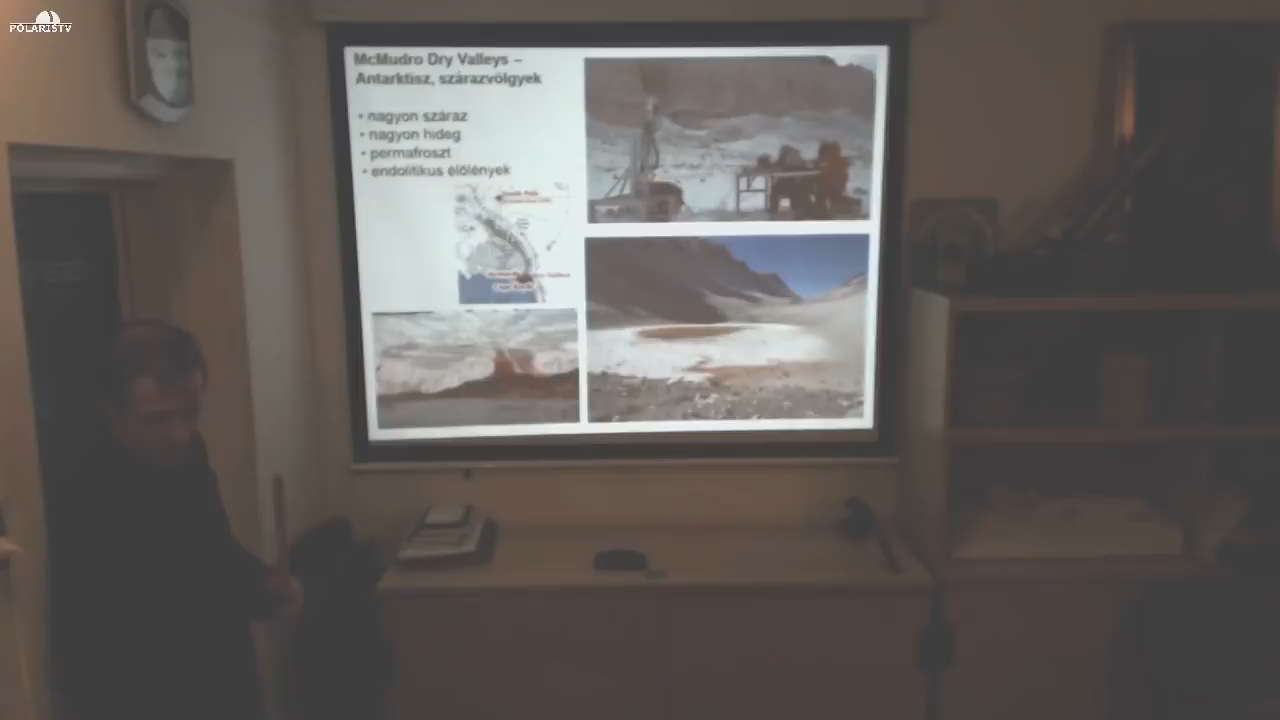 POLARISTV
McMudro Dry Valleys –
Antarktisz, szárazvölgyek
• nagyon száraz
• nagyon hideg
• permafroszt
• endolitikus élőlények